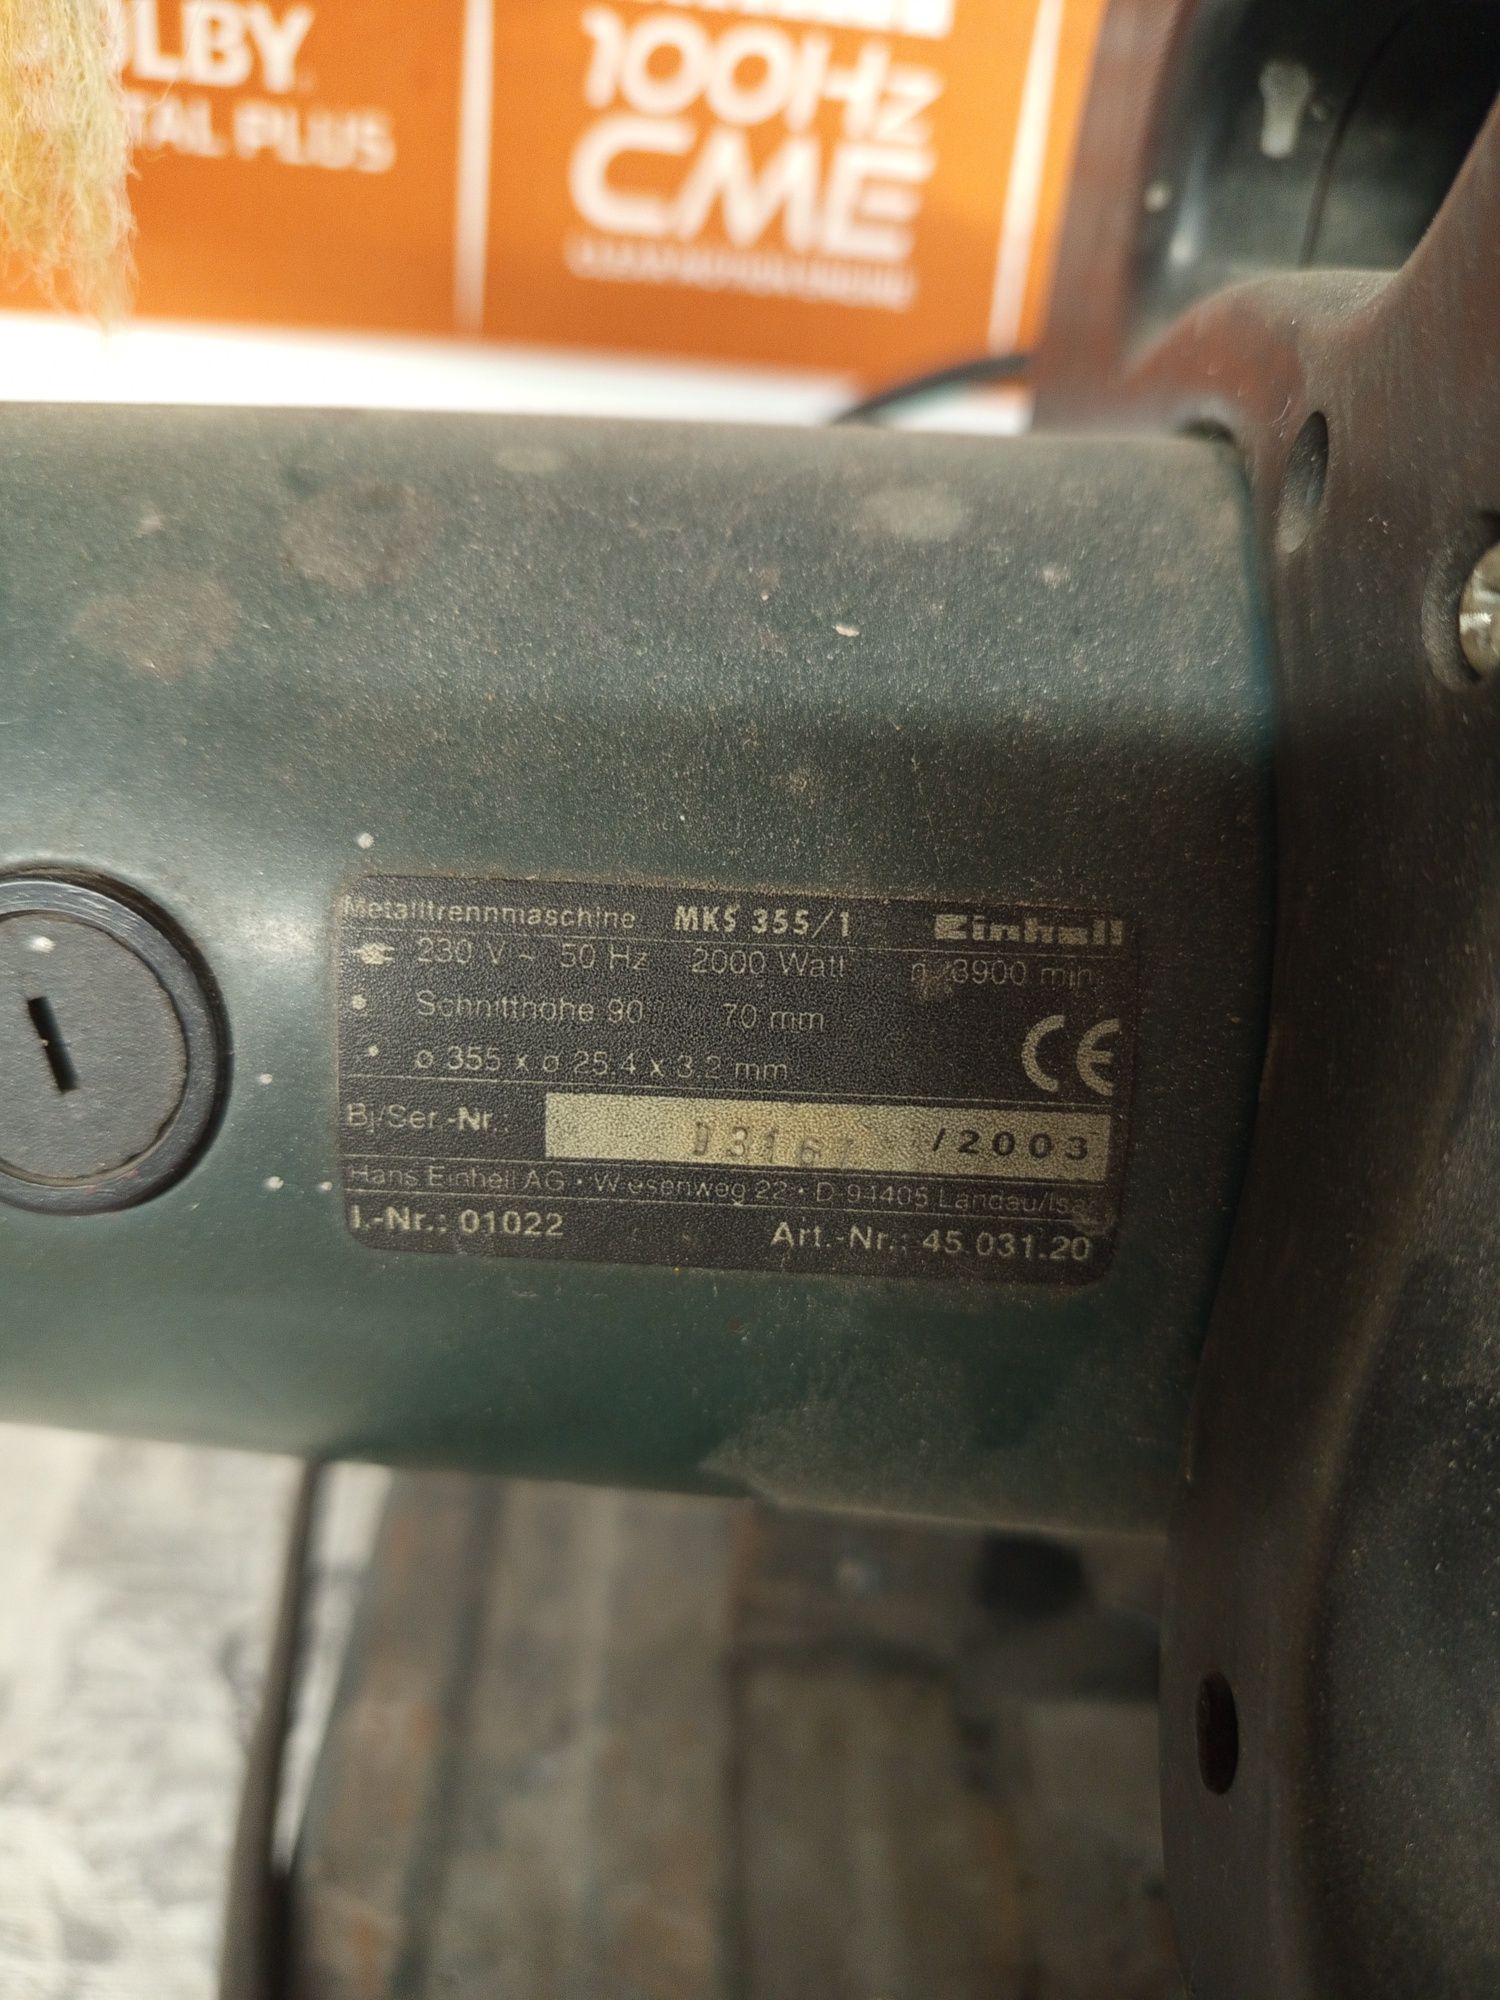 LBY
TAL PLUS
100Hz
CME
Metalltrennmaschine MKS 355/1 Einhell
230 V ~ 50 Hz 2000 Watt n 3900 min
Schnitthöhe 90° 70 mm
ø 355 x ø 25,4 x 3,2 mm
CE
Bj/Ser.-Nr.: /2003
Hans Einhell AG · Wiesenweg 22 · D-94405 Landau/Isar
I.-Nr.: 01022 Art.-Nr.: 45.031.20